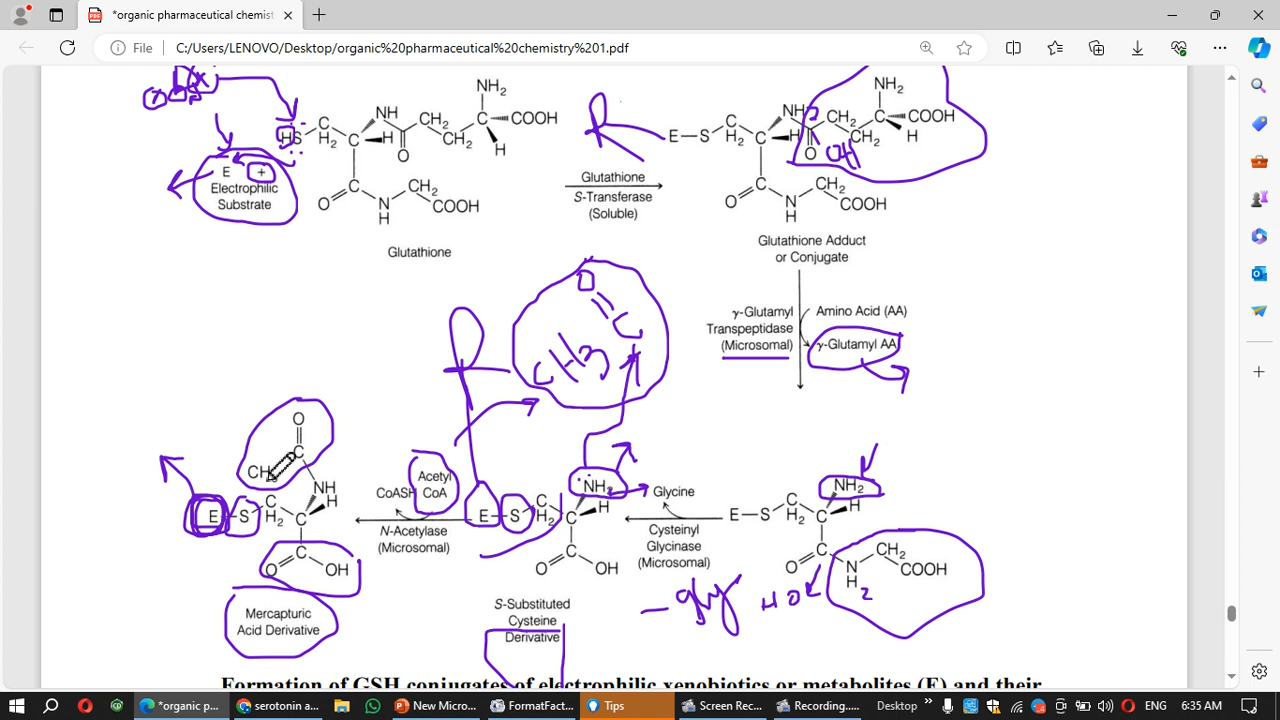 *organic pharmaceutical chemist
File
C:/Users/LENOVO/Desktop/organic%20pharmaceutical%20chemistry%201.pdf
NH2
HS C H2 NH H O CH2 CH2 H COOH
E + Electrophilic Substrate
O N H CH2 COOH
Glutathione
Glutathione
S-Transferase
(Soluble)
E—S C H2 NH H O CH2 CH2 NH2 COOH H
OH
O N H CH2 COOH
Glutathione Adduct
or Conjugate
γ-Glutamyl
Transpeptidase
(Microsomal)
Amino Acid (AA)
γ-Glutamyl AA
O
C
CH3
O
CH3 C
NH
E—S C H2 H
O C OH
Mercapturic
Acid Derivative
Acetyl
CoASH CoA
N-Acetylase
(Microsomal)
NH2
E—S C H2 H
O C OH
S-Substituted
Cysteine
Derivative
Glycine
Cysteinyl
Glycinase
(Microsomal)
- gly
HO
NH2
E—S C H2 H
O C N H CH2 COOH
2
Formation of GSH conjugates of electrophilic xenobiotics or metabolites (E) and their
*organic p...
serotonin a...
New Micro...
FormatFact...
Tips
Screen Rec...
Recording....
Desktop
ENG
6:35 AM